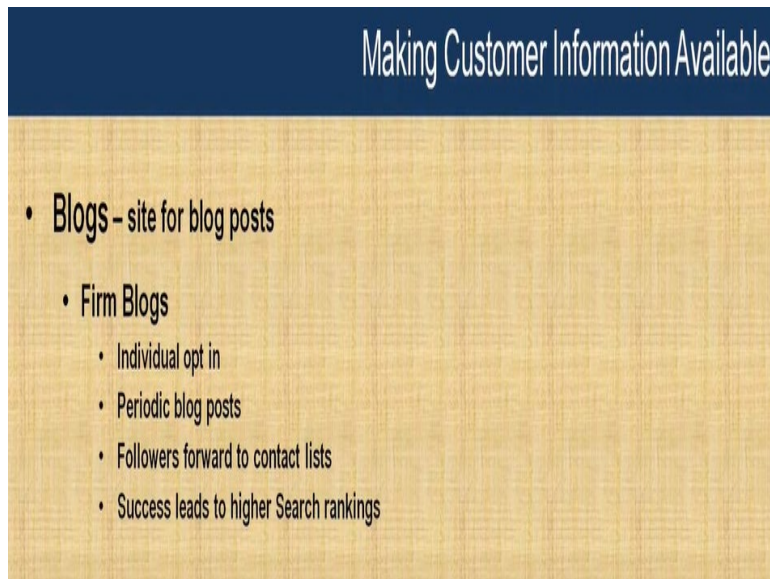 Making Customer Information Available
• Blogs – site for blog posts
• Firm Blogs
• Individual opt in
• Periodic blog posts
• Followers forward to contact lists
• Success leads to higher Search rankings